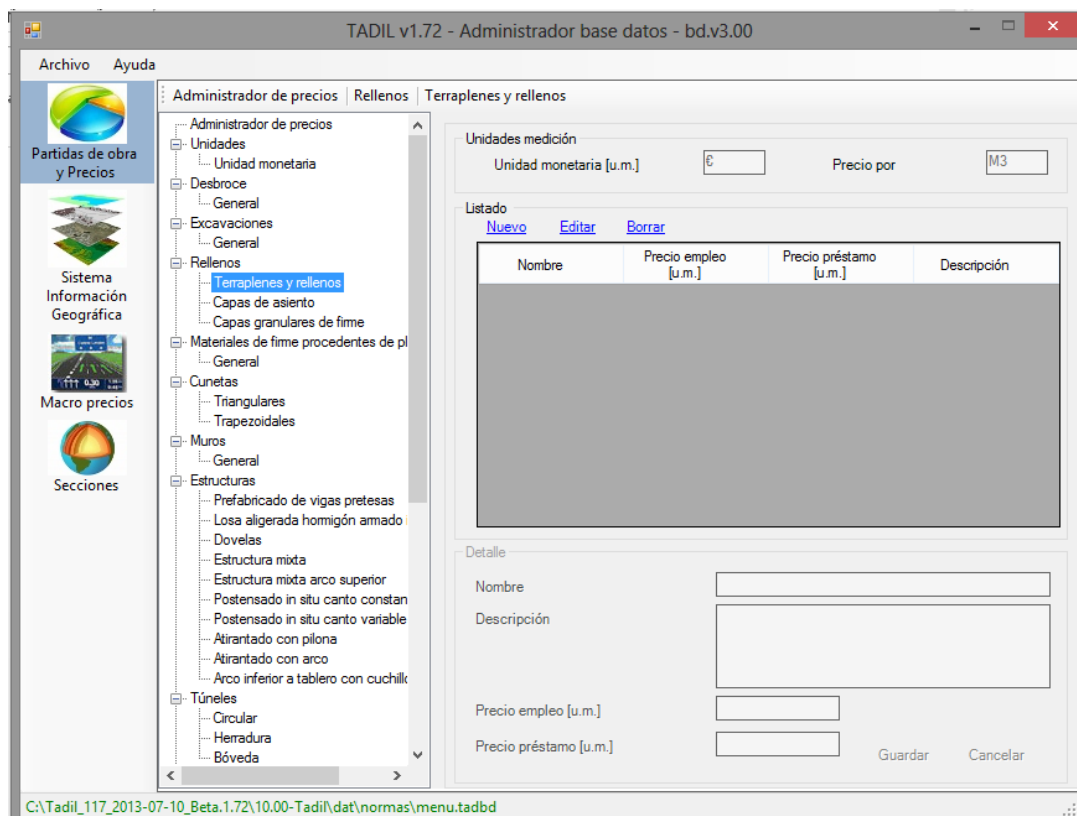 TADIL v1.72 - Administrador base datos - bd.v3.00
Archivo Ayuda
Partidas de obra
y Precios
Sistema
Información
Geográfica
Macro precios
Secciones
Administrador de precios Rellenos Terraplenes y rellenos
Administrador de precios
Unidades
Unidad monetaria
Desbroce
General
Excavaciones
General
Rellenos
Terraplenes y rellenos
Capas de asiento
Capas granulares de firme
Materiales de firme procedentes de pl
General
Cunetas
Triangulares
Trapezoidales
Muros
General
Estructuras
Prefabricado de vigas pretesas
Losa aligerada hormigón armado
Dovelas
Estructura mixta
Estructura mixta arco superior
Postensado in situ canto constan
Postensado in situ canto variable
Atirantado con pilona
Atirantado con arco
Arco inferior a tablero con cuchillo
Túneles
Circular
Herradura
Bóveda
Unidades medición
Unidad monetaria [u.m.] € Precio por M3
Listado
Nuevo Editar Borrar
Nombre
Precio empleo
[u.m.]
Precio préstamo
[u.m.]
Descripción
Detalle
Nombre
Descripción
Precio empleo [u.m.]
Precio préstamo [u.m.]
Guardar Cancelar
C:\Tadil_117_2013-07-10_Beta.1.72\10.00-Tadil\dat\normas\menu.tadbd